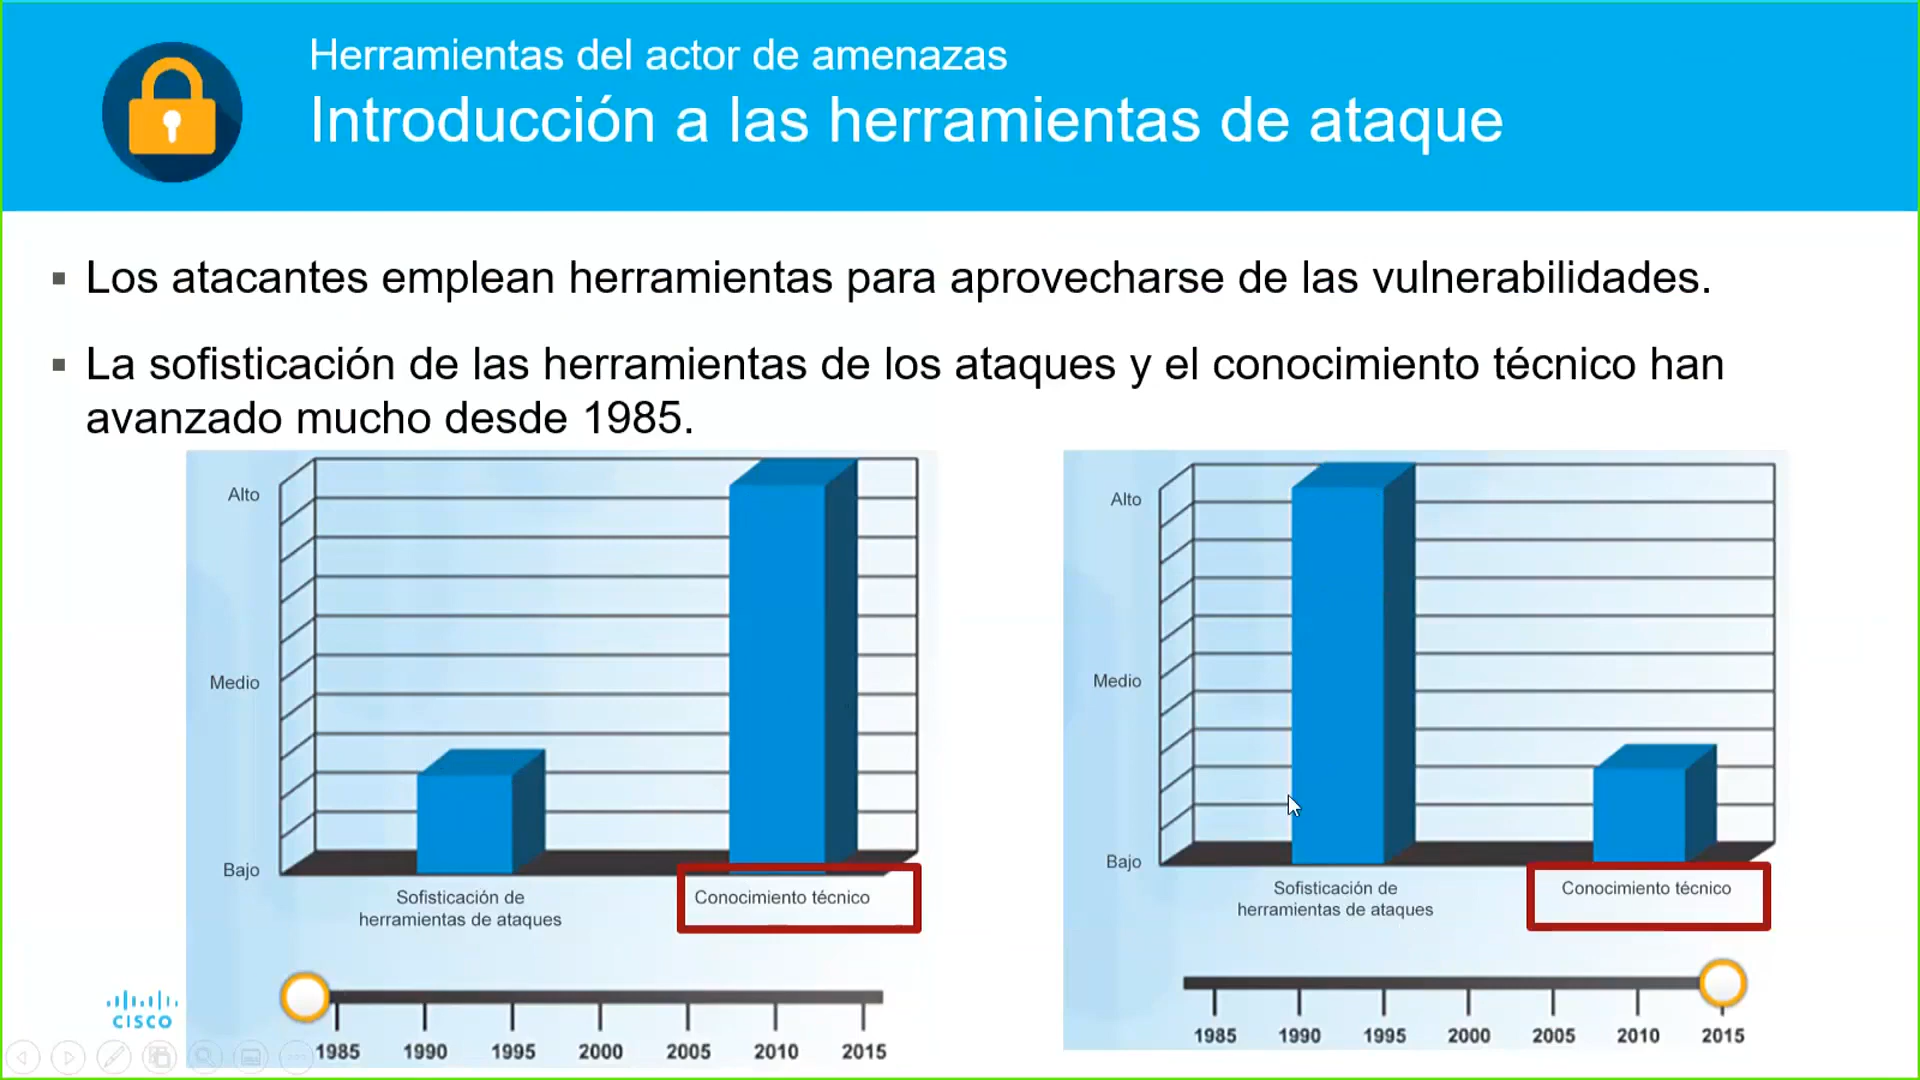 Herramientas del actor de amenazas
Introducción a las herramientas de ataque
▪ Los atacantes emplean herramientas para aprovecharse de las vulnerabilidades.
▪ La sofisticación de las herramientas de los ataques y el conocimiento técnico han
avanzado mucho desde 1985.
Alto
Medio
Bajo
Sofisticación de
herramientas de ataques
Conocimiento técnico
1985 1990 1995 2000 2005 2010 2015
Alto
Medio
Bajo
Sofisticación de
herramientas de ataques
Conocimiento técnico
1985 1990 1995 2000 2005 2010 2015
CISCO